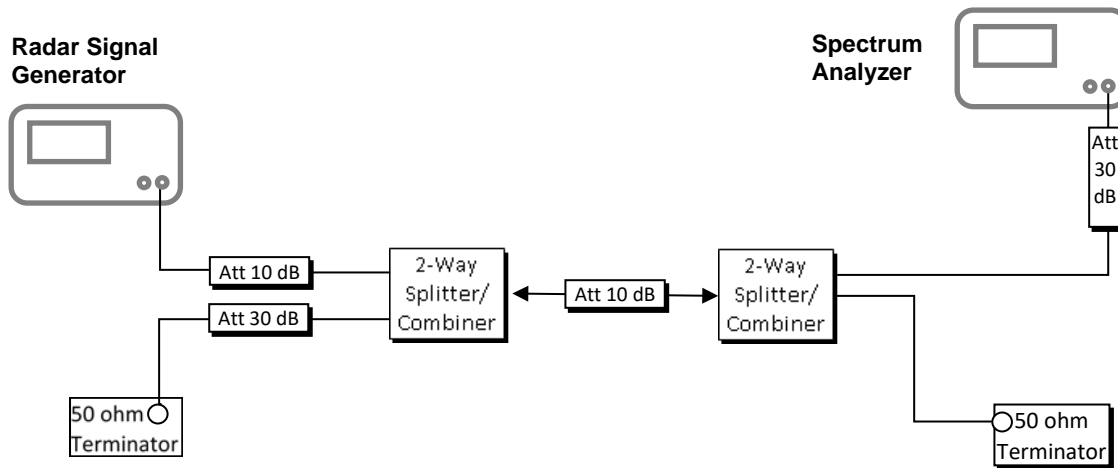 Radar Signal
Generator
Spectrum
Analyzer
Att
30
dB
Att 10 dB
2-Way
Splitter/
Combiner
Att 10 dB
2-Way
Splitter/
Combiner
Att 30 dB
50 ohm
Terminator
50 ohm
Terminator